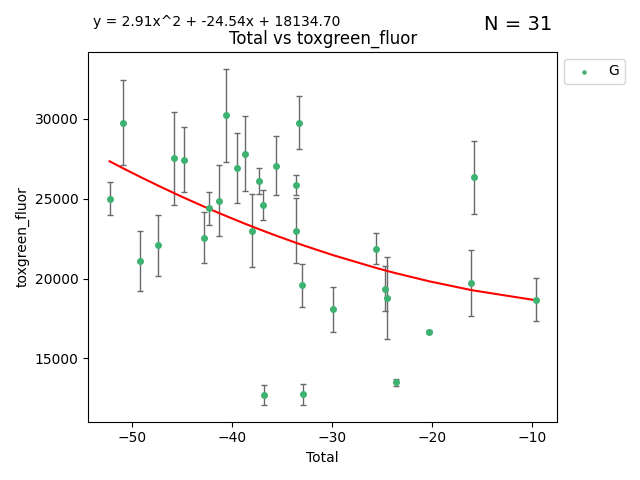 y = 2.91x^2 + -24.54x + 18134.70
N = 31
Total vs toxgreen_fluor
G
30000
25000
20000
15000
toxgreen_fluor
−50
−40
−30
−20
−10
Total